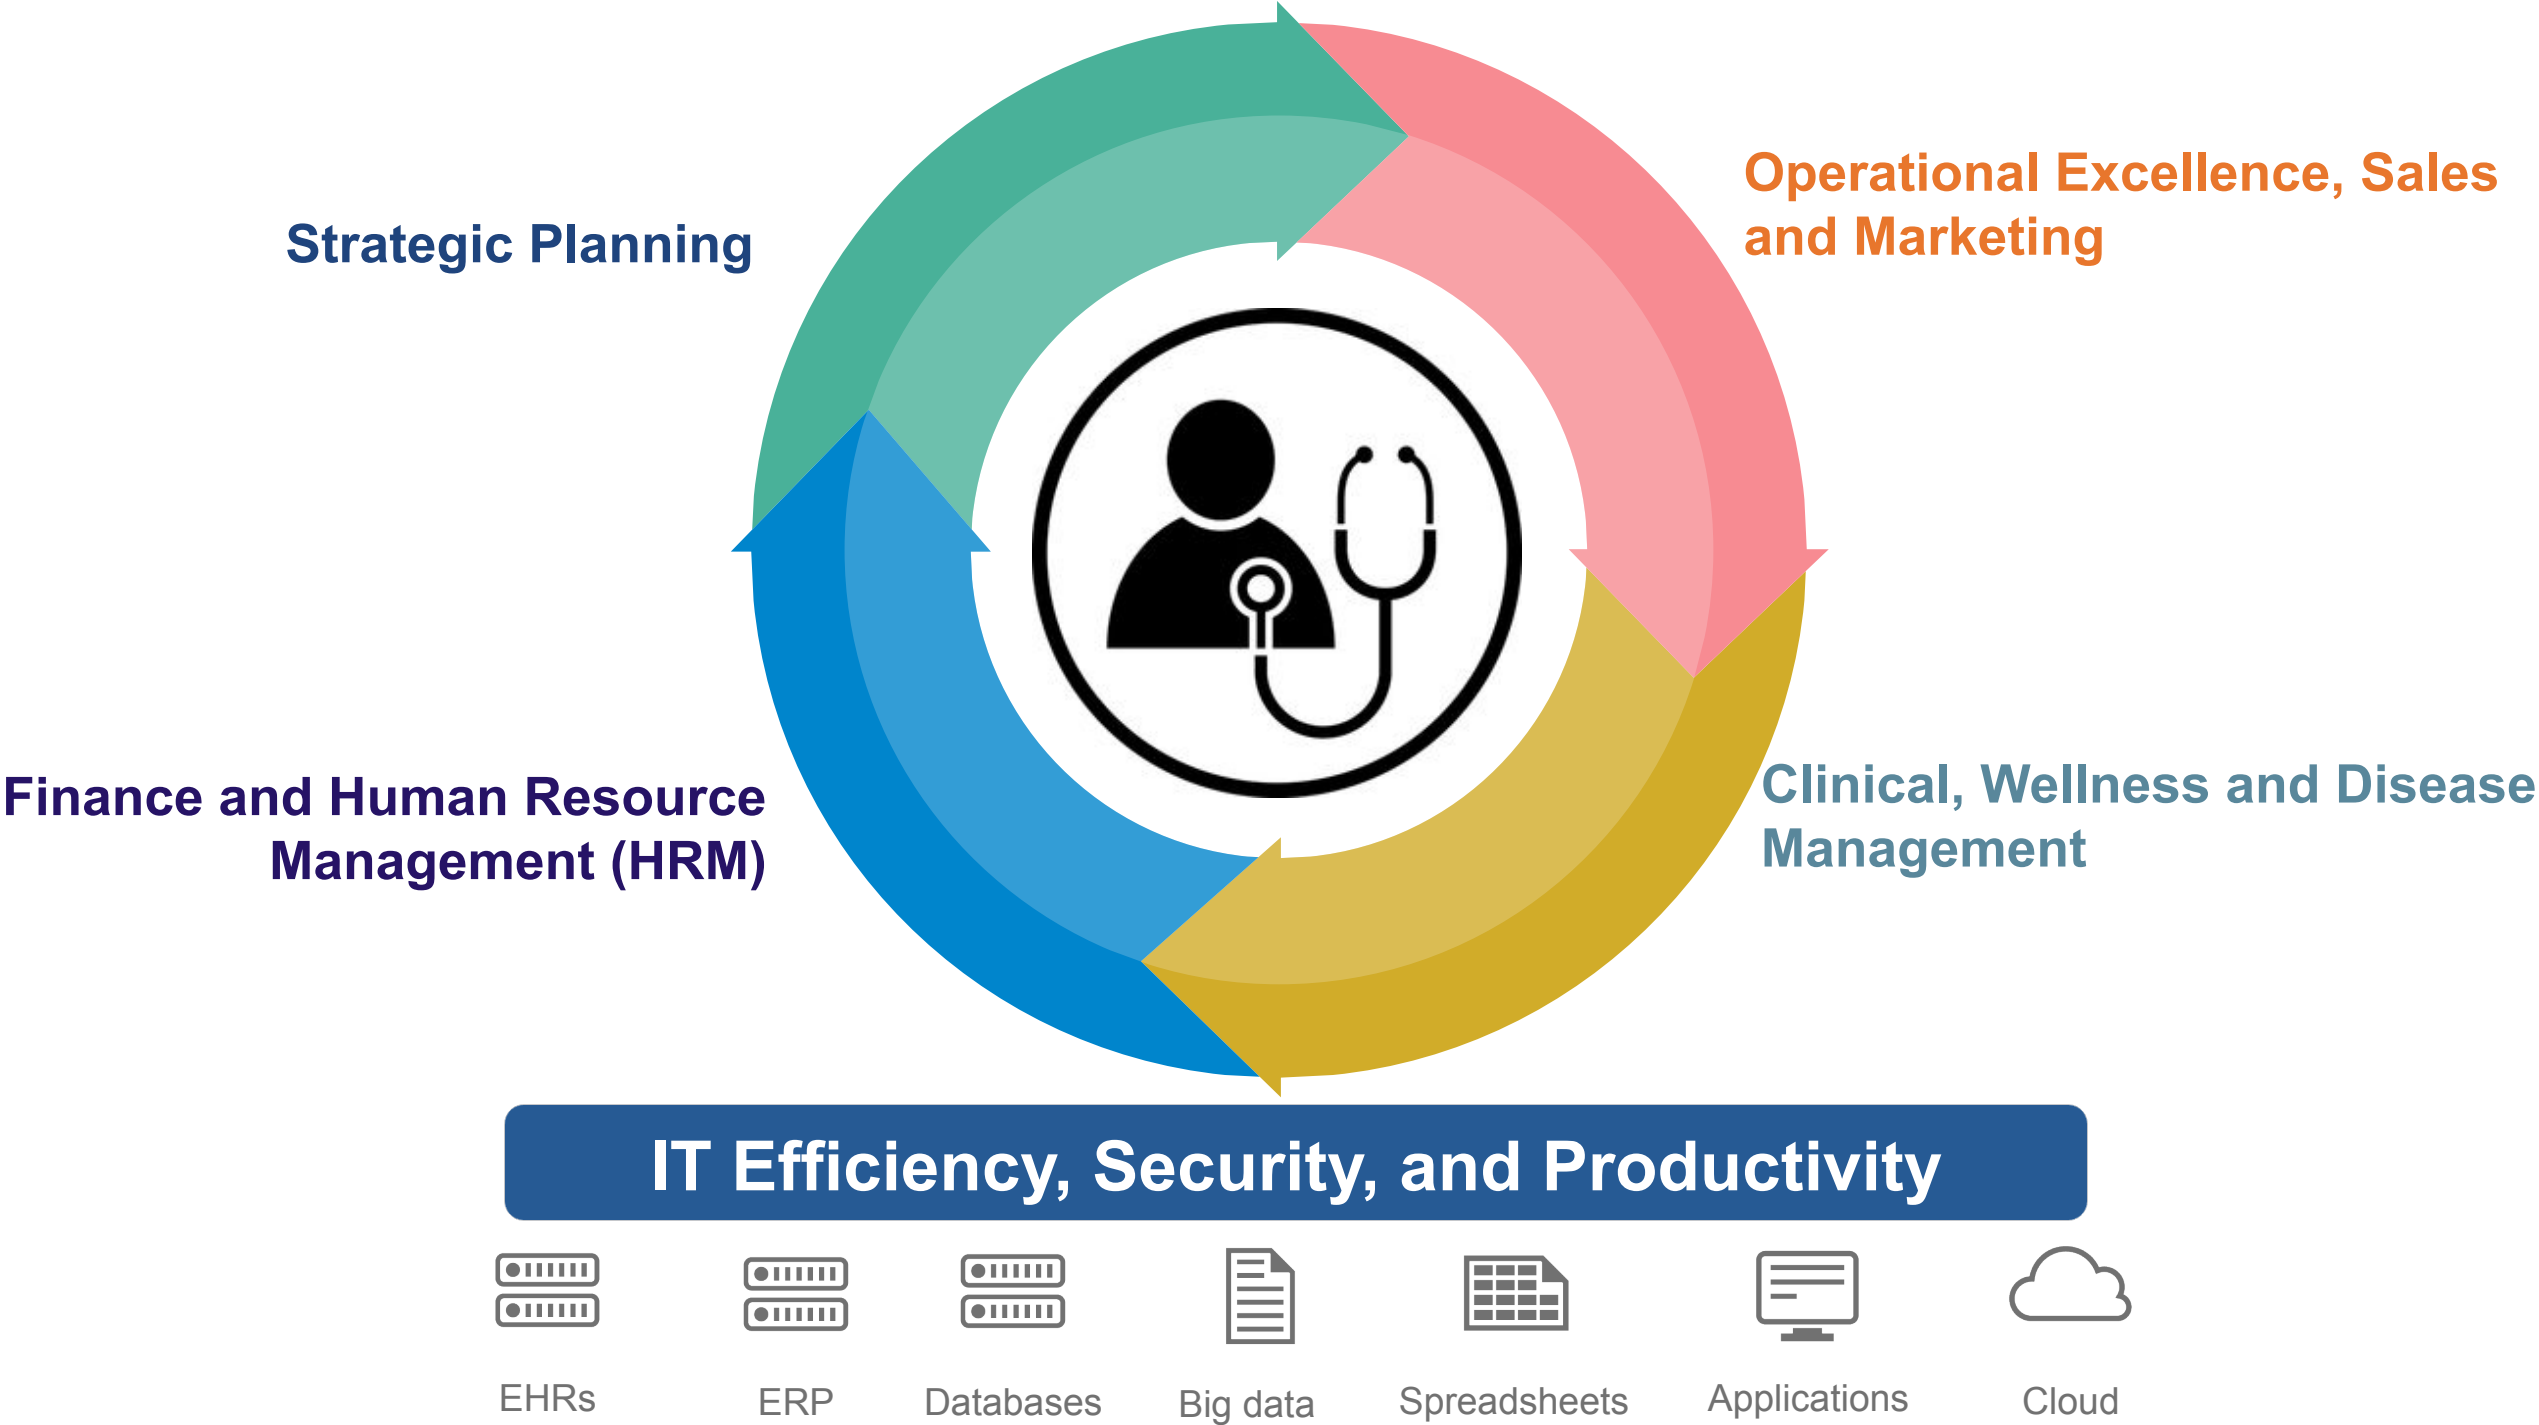 Strategic Planning
Operational Excellence, Sales
and Marketing
Finance and Human Resource
Management (HRM)
Clinical, Wellness and Disease
Management
IT Efficiency, Security, and Productivity
EHRs
ERP
Databases
Big data
Spreadsheets
Applications
Cloud